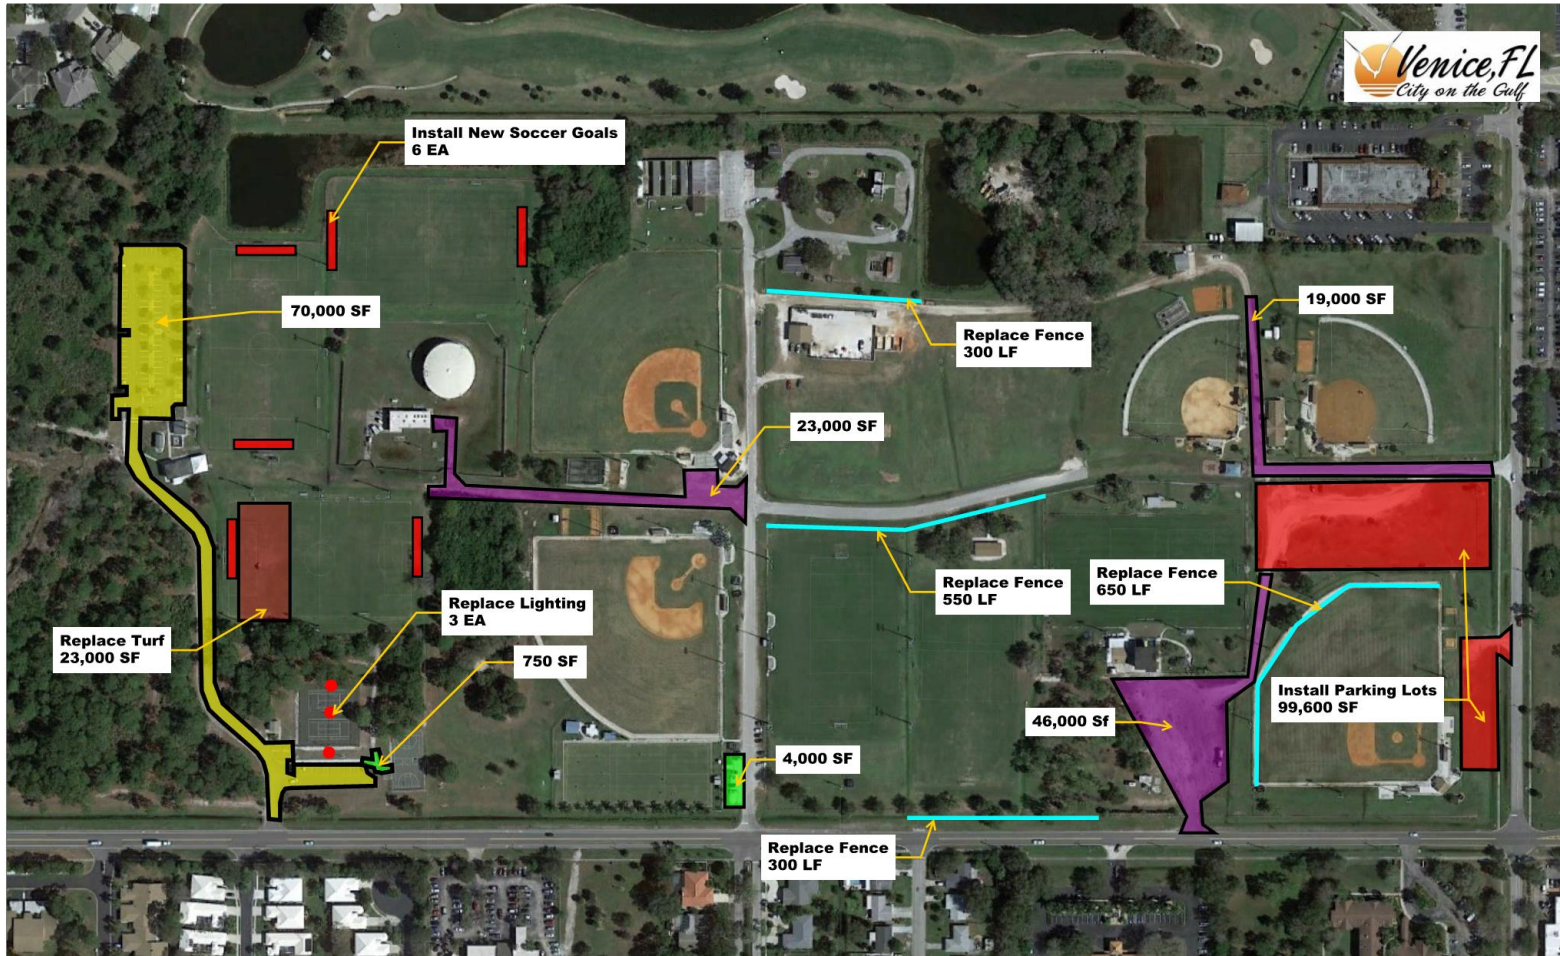 Venice, FL
City on the Gulf
Install New Soccer Goals
6 EA
70,000 SF
19,000 SF
Replace Fence
300 LF
23,000 SF
Replace Fence
550 LF
Replace Fence
650 LF
Replace Lighting
3 EA
Replace Turf
23,000 SF
750 SF
Install Parking Lots
99,600 SF
46,000 Sf
4,000 SF
Replace Fence
300 LF